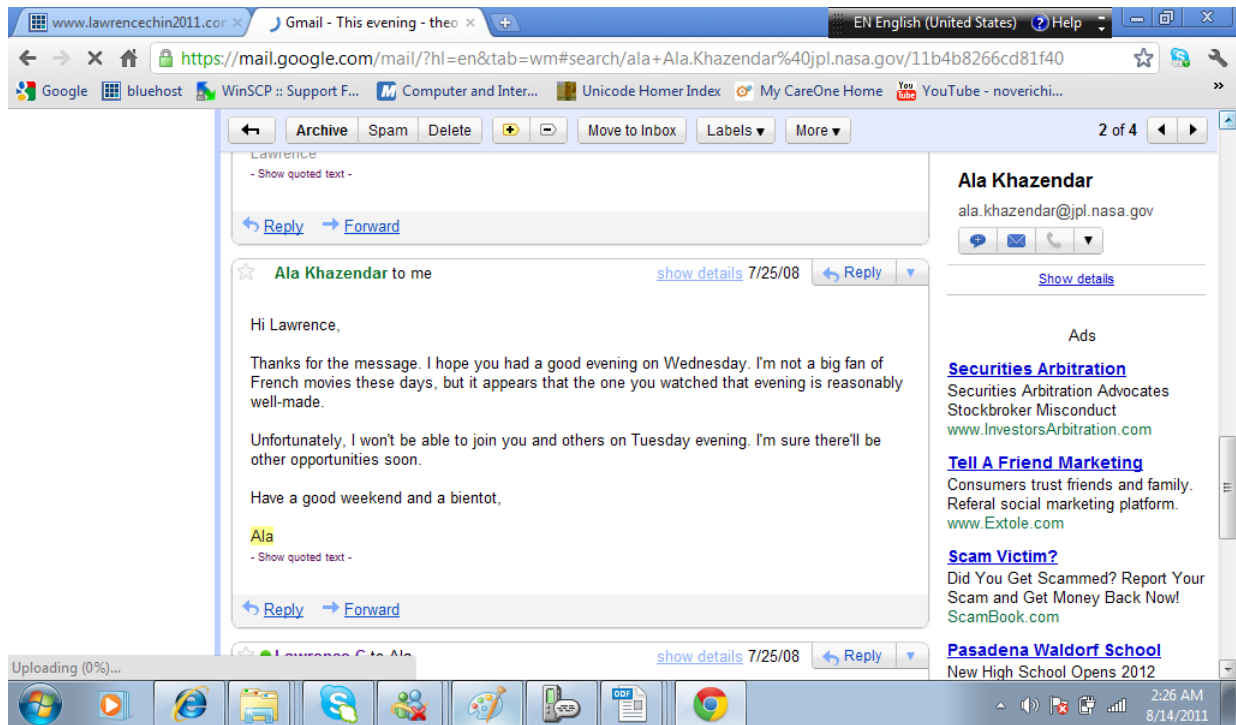 www.lawrencechin2011.cor
Gmail - This evening - theo
EN English (United States) Help
https://mail.google.com/mail/?hl=en&tab=wm#search/ala+Ala.Khazendar%40jpl.nasa.gov/11b4b8266cd81f40
Google bluehost WinSCP :: Support F... Computer and Inter... Unicode Homer Index My CareOne Home YouTube - noverichi... »
Archive Spam Delete Move to Inbox Labels ▾ More ▾ 2 of 4
Lawrence
- Show quoted text -
Reply Forward
Ala Khazendar to me show details 7/25/08 Reply
Hi Lawrence,
Thanks for the message. I hope you had a good evening on Wednesday. I'm not a big fan of
French movies these days, but it appears that the one you watched that evening is reasonably
well-made.
Unfortunately, I won't be able to join you and others on Tuesday evening. I'm sure there'll be
other opportunities soon.
Have a good weekend and a bientot,
Ala
- Show quoted text -
Reply Forward
Lawrence C to Ala show details 7/25/08 Reply
Ala Khazendar
ala.khazendar@jpl.nasa.gov
Show details
Ads
Securities Arbitration
Securities Arbitration Advocates
Stockbroker Misconduct
www.InvestorsArbitration.com
Tell A Friend Marketing
Consumers trust friends and family.
Referal social marketing platform.
www.Extole.com
Scam Victim?
Did You Get Scammed? Report Your
Scam and Get Money Back Now!
ScamBook.com
Pasadena Waldorf School
New High School Opens 2012
Uploading (0%)...
ODF
2:26 AM
8/14/2011